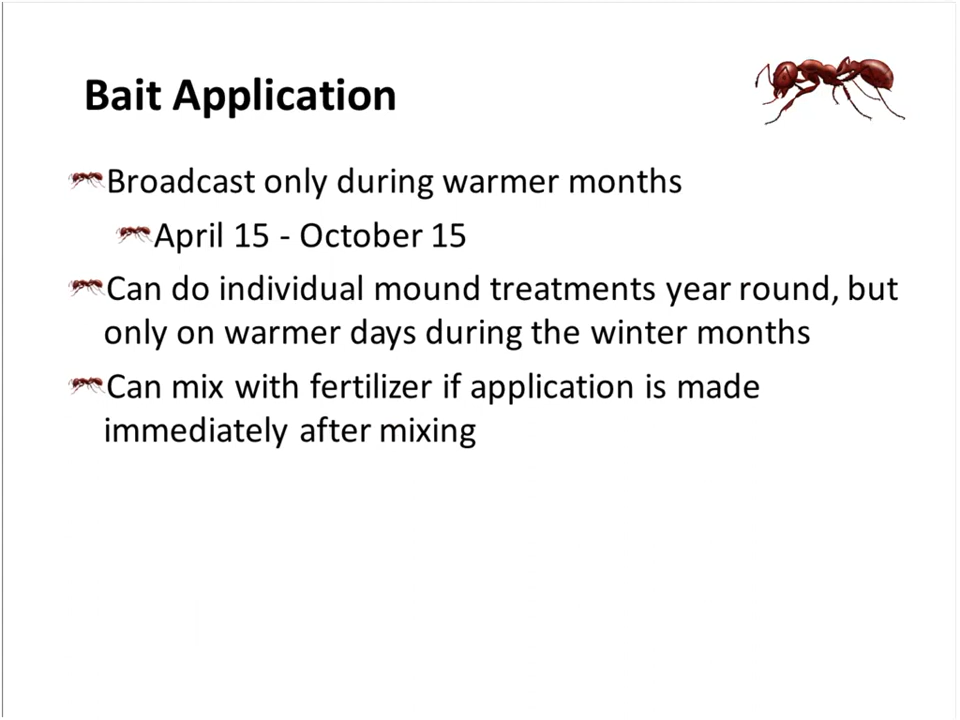 Bait Application
Broadcast only during warmer months
April 15 - October 15
Can do individual mound treatments year round, but
only on warmer days during the winter months
Can mix with fertilizer if application is made
immediately after mixing